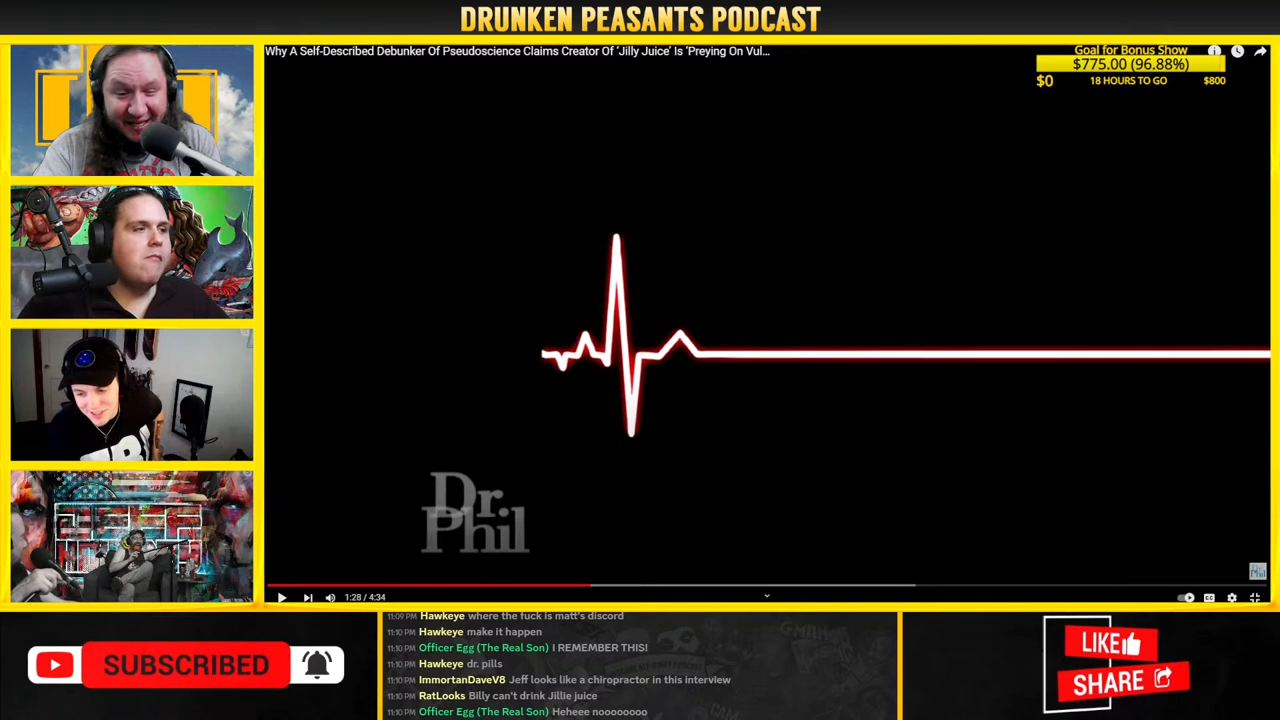 DRUNKEN PEASANTS PODCAST
Why A Self-Described Debunker Of Pseudoscience Claims Creator Of 'Jilly Juice' Is 'Preying On Vul...
Goal for Bonus Show
$775.00 (96.88%)
$0 18 HOURS TO GO $800
Dr.
Phil
1:28 / 4:34
CC
11:09 PM Hawkeye where the fuck is matt's discord
11:10 PM Hawkeye make it happen
11:10 PM Officer Egg (The Real Son) I REMEMBER THIS!
11:10 PM Hawkeye dr. pills
11:10 PM ImmortanDaveV8 Jeff looks like a chiropractor in this interview
11:10 PM RatLooks Billy can't drink Jillie juice
11:10 PM Officer Egg (The Real Son) Heheee noooooooo
SUBSCRIBED
LIKE
SHARE